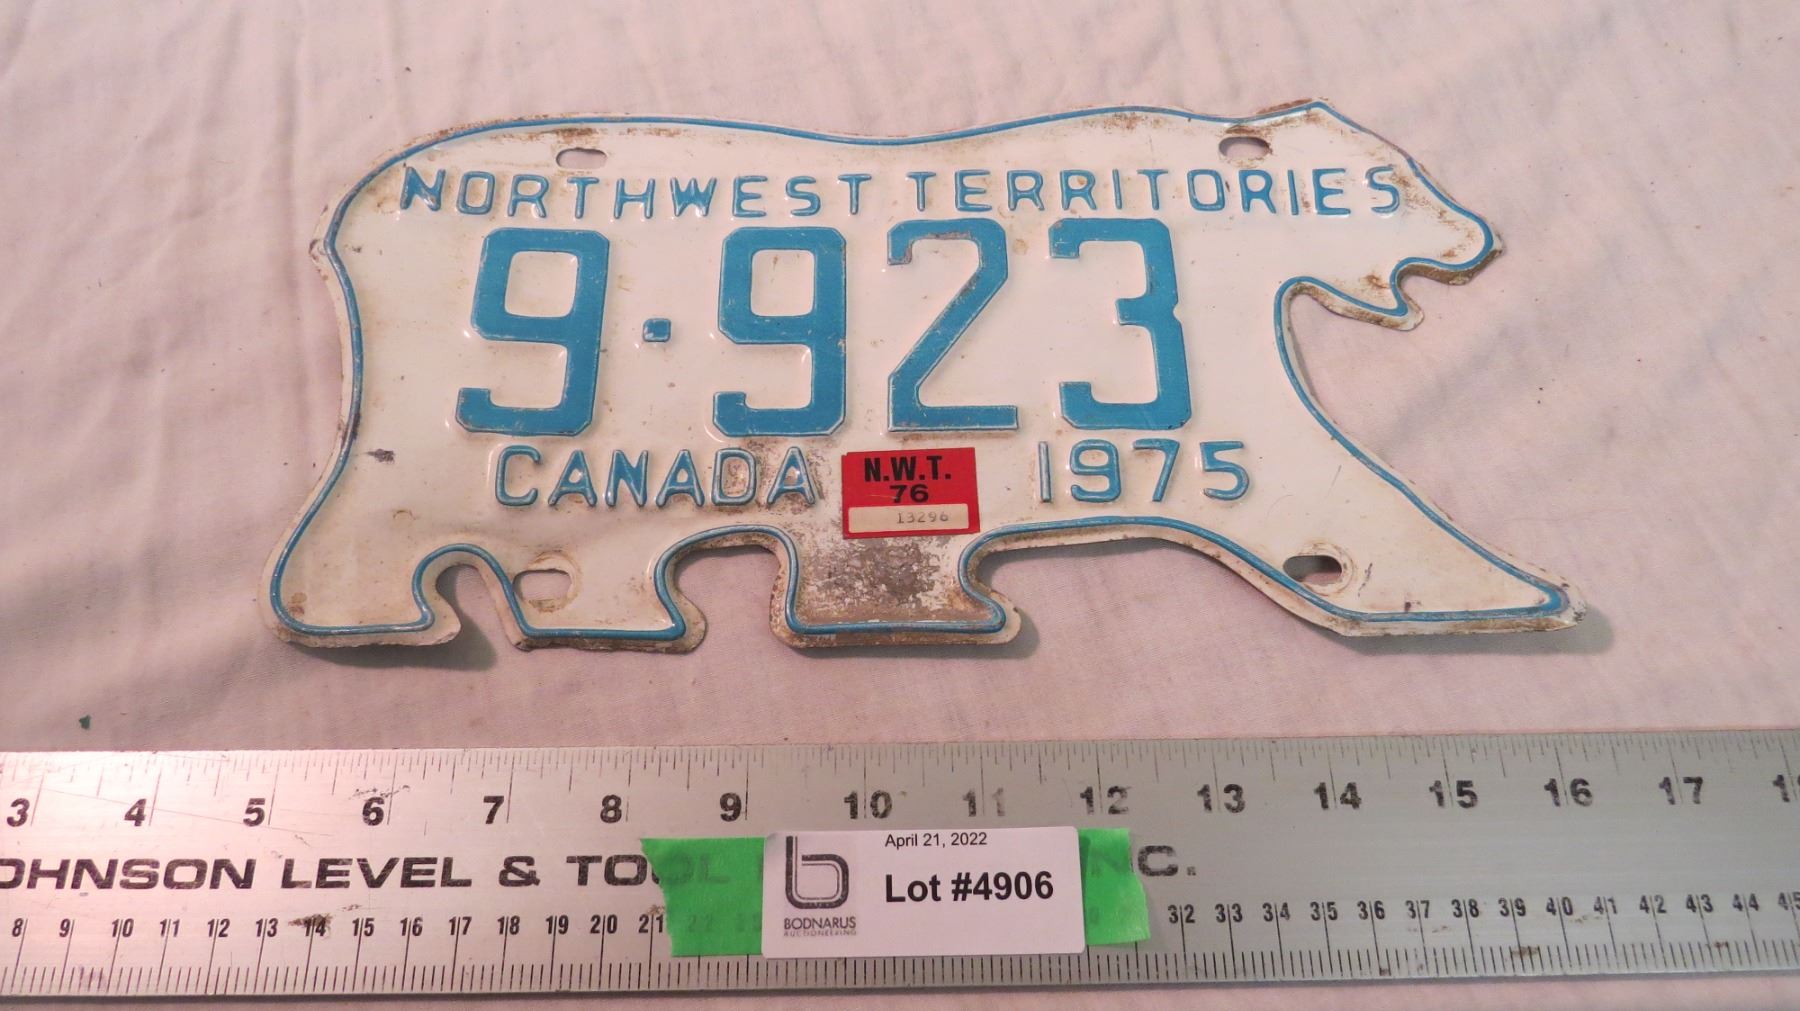 NORTHWEST TERRITORIES
9·923
CANADA 1975
N.W.T.
76
13296
3 4 5 6 7 8 9 10 11 12 13 14 15 16 17
April 21, 2022
Lot #4906
BODNARUS
AUCTIONEERING
OHNSON LEVEL & TOOL NC.
8 9 10 11 12 13 14 15 16 17 18 19 20 21 22 32 33 34 35 36 37 38 39 40 41 42 43 44 45